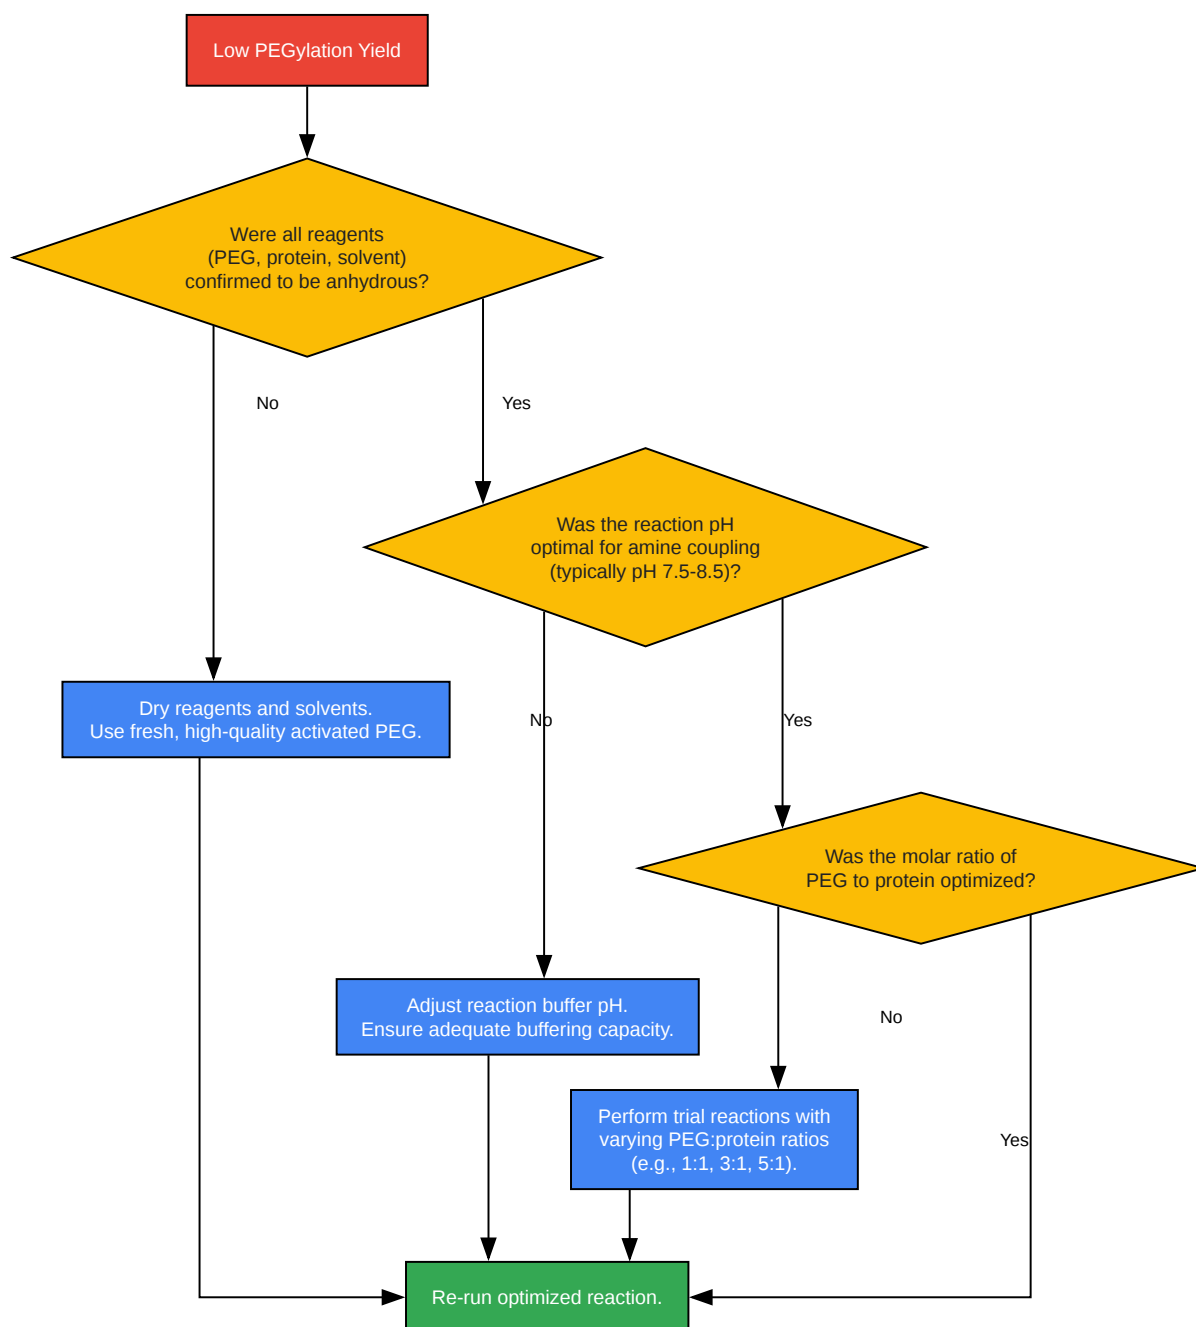 Low PEGylation Yield
Were all reagents
(PEG, protein, solvent)
confirmed to be anhydrous?
No
Yes
Was the reaction pH
optimal for amine coupling
(typically pH 7.5-8.5)?
Dry reagents and solvents.
Use fresh, high-quality activated PEG.
No
Yes
Was the molar ratio of
PEG to protein optimized?
Adjust reaction buffer pH.
Ensure adequate buffering capacity.
No
Perform trial reactions with
varying PEG:protein ratios
(e.g., 1:1, 3:1, 5:1).
Yes
Re-run optimized reaction.